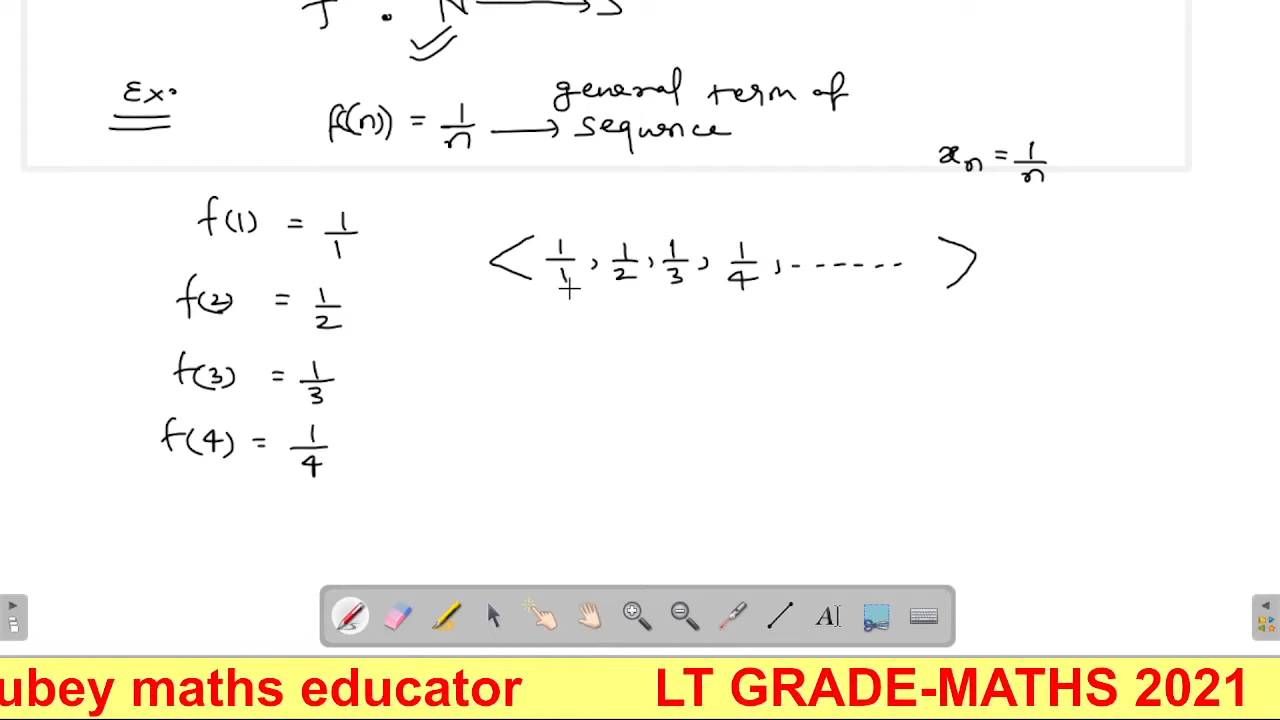 f : N → S
Ex:
f(n) = 1/n → general term of
sequence
xn = 1/n
f(1) = 1/1
< 1/1, 1/2, 1/3, 1/4, ....... >
f(2) = 1/2
f(3) = 1/3
f(4) = 1/4
A
ubey maths educator LT GRADE-MATHS 2021